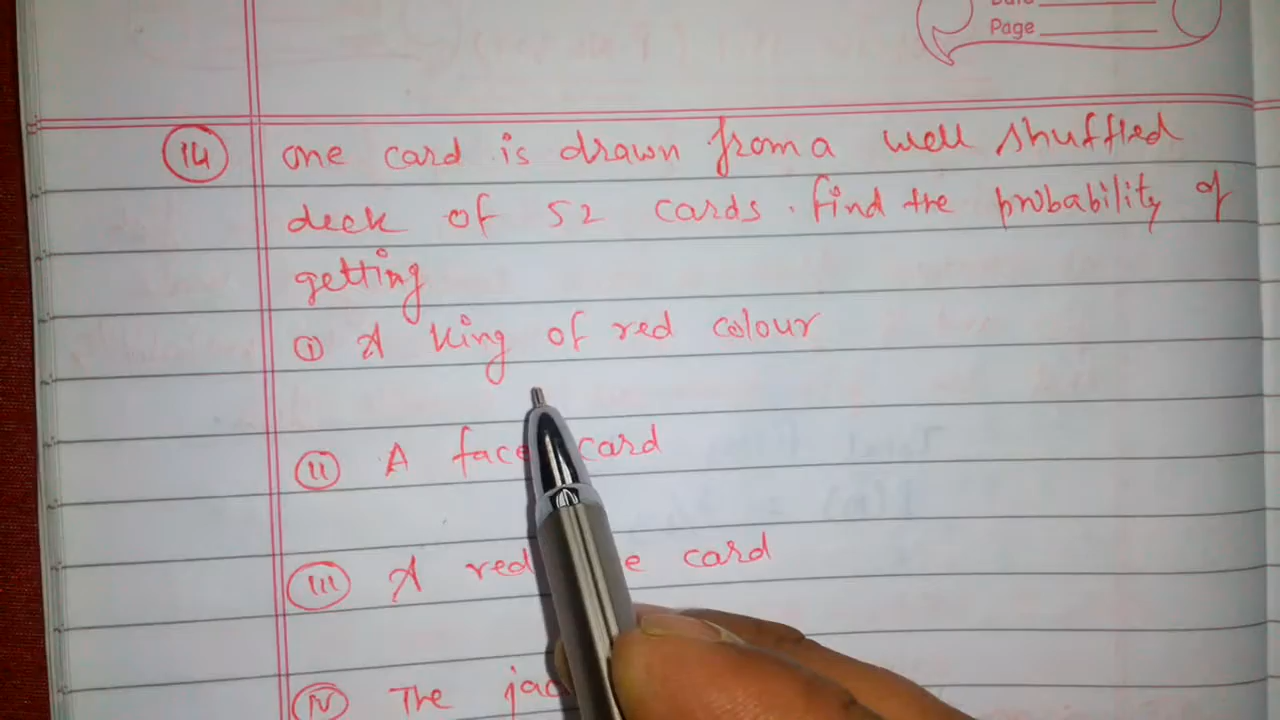 Page
14 one card is drawn from a well shuffled
deck of 52 cards. find the probability of
getting
(i) A King of red colour
(ii) A face card
(iii) A red card
(iv) The